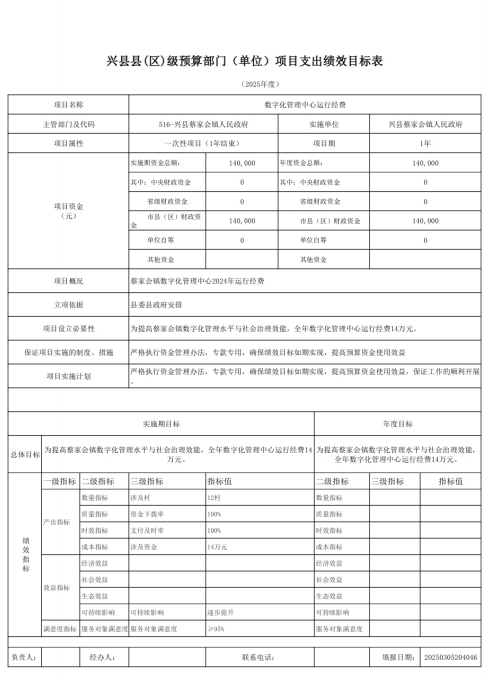 兴县县(区)级预算部门（单位）项目支出绩效目标表
（2025年度）
项目名称 数字化管理中心运行经费
主管部门及代码 516-兴县蔡家会镇人民政府 实施单位 兴县蔡家会镇人民政府
项目属性 一次性项目（1年结束） 项目期 1年
项目资金
（元）
实施期资金总额: 140,000 年度资金总额: 140,000
其中: 中央财政资金 0 其中: 中央财政资金 0
省级财政资金 0 省级财政资金 0
市县（区）财政资金 140,000 市县（区）财政资金 140,000
单位自筹 0 单位自筹 0
其他资金 其他资金
项目概况 蔡家会镇数字化管理中心2024年运行经费
立项依据 县委县政府安排
项目设立必要性 为提高蔡家会镇数字化管理水平与社会治理效能, 全年数字化管理中心运行经费14万元。
保证项目实施的制度、措施 严格执行资金管理办法, 专款专用, 确保绩效目标如期实现, 提高预算资金使用效益
项目实施计划 严格执行资金管理办法, 专款专用, 确保绩效目标如期实现, 提高预算资金使用效益, 保证工作的顺利开展
。
实施期目标 年度目标
总体目标 为提高蔡家会镇数字化管理水平与社会治理效能, 全年数字化管理中心运行经费14万元。 为提高蔡家会镇数字化管理水平与社会治理效能, 全年数字化管理中心运行经费14万元。
绩效指标
一级指标 二级指标 三级指标 指标值 二级指标 三级指标 指标值
产出指标 数量指标 涉及村 12村 数量指标
质量指标 资金下拨率 100% 质量指标
时效指标 支付及时率 100% 时效指标
成本指标 涉及资金 14万元 成本指标
效益指标 经济效益 经济效益
社会效益 社会效益
生态效益 生态效益
可持续影响 可持续影响 逐步提升 可持续影响
满意度指标 服务对象满意度 服务对象满意度 ≥95% 服务对象满意度
负责人: 经办人: 联系电话: 填报日期: 20250305204046